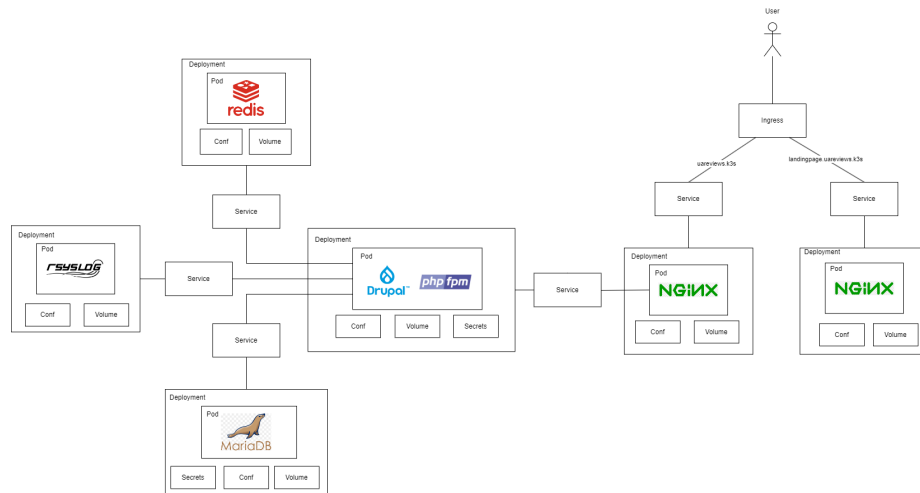 User
Deployment
Pod
redis
Conf
Volume
Ingress
uareviews.k3s
landingpage.uareviews.k3s
Service
Service
Service
Deployment
Pod
rsyslog
Conf
Volume
Service
Deployment
Pod
Drupal™
php fpm
Conf
Volume
Secrets
Service
Deployment
Pod
NGINX
Conf
Volume
Deployment
Pod
NGINX
Conf
Volume
Service
Deployment
Pod
MariaDB
Secrets
Conf
Volume